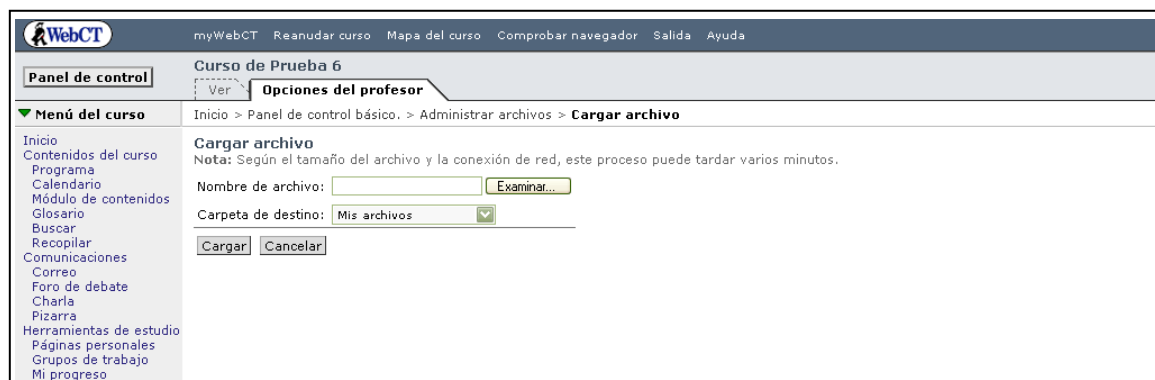 WebCT
myWebCT Reanudar curso Mapa del curso Comprobar navegador Salida Ayuda
Panel de control
Curso de Prueba 6
Ver Opciones del profesor
Menú del curso
Inicio > Panel de control básico. > Administrar archivos > Cargar archivo
Inicio
Contenidos del curso
Programa
Calendario
Módulo de contenidos
Glosario
Buscar
Recopilar
Comunicaciones
Correo
Foro de debate
Charla
Pizarra
Herramientas de estudio
Páginas personales
Grupos de trabajo
Mi progreso
Cargar archivo
Nota: Según el tamaño del archivo y la conexión de red, este proceso puede tardar varios minutos.
Nombre de archivo: Examinar...
Carpeta de destino: Mis archivos
Cargar Cancelar